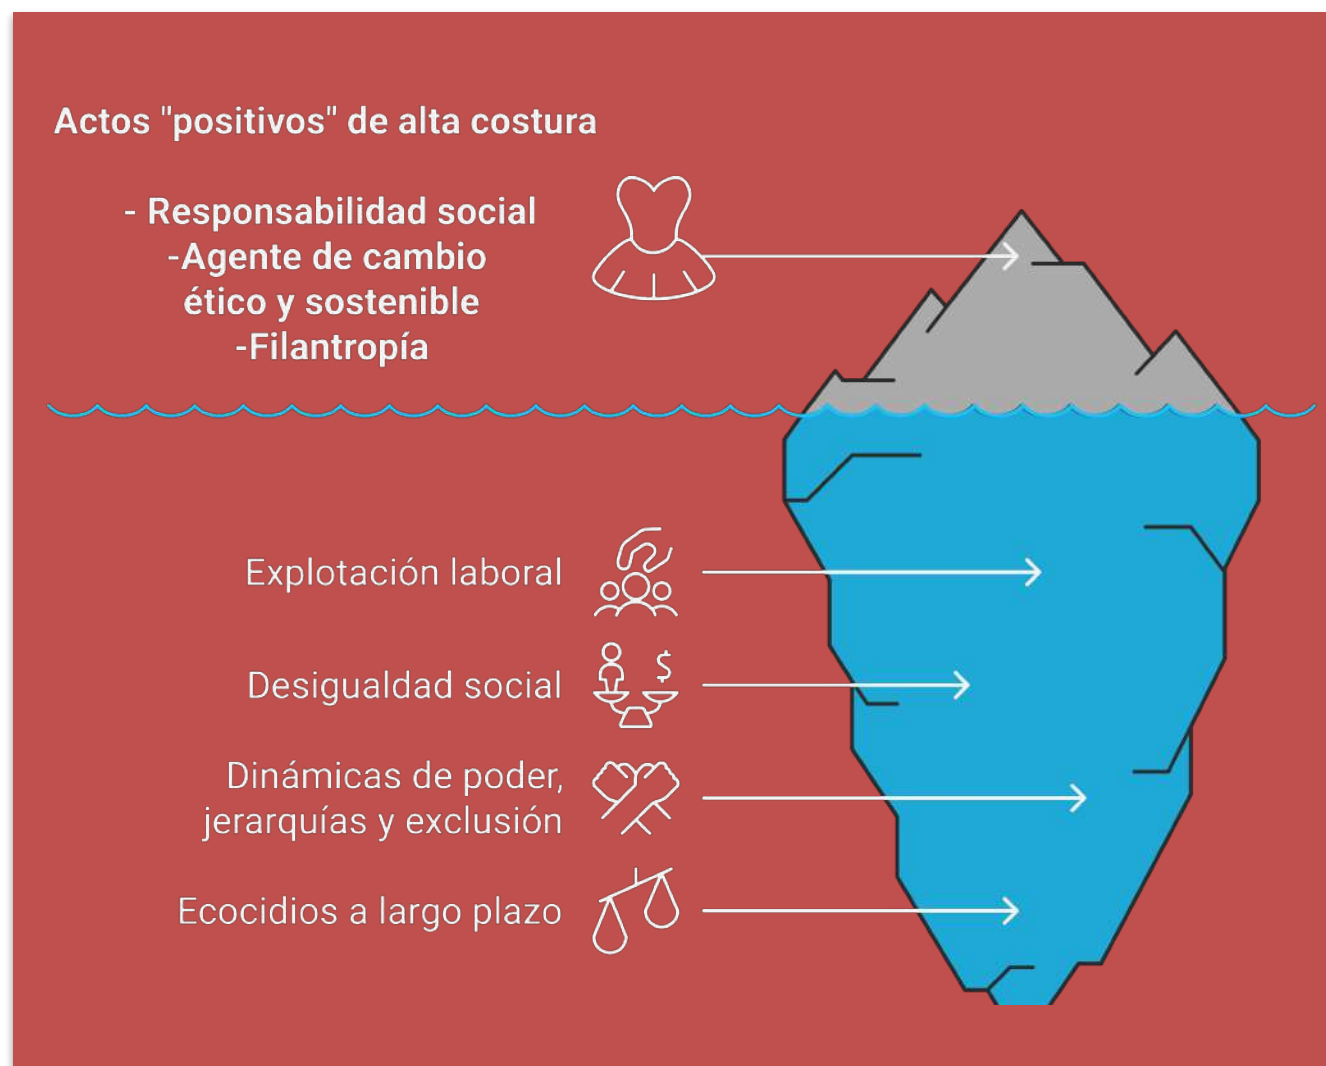 Actos "positivos" de alta costura
- Responsabilidad social
-Agente de cambio
ético y sostenible
-Filantropía
Explotación laboral
Desigualdad social
$
Dinámicas de poder,
jerarquías y exclusión
Ecocidios a largo plazo